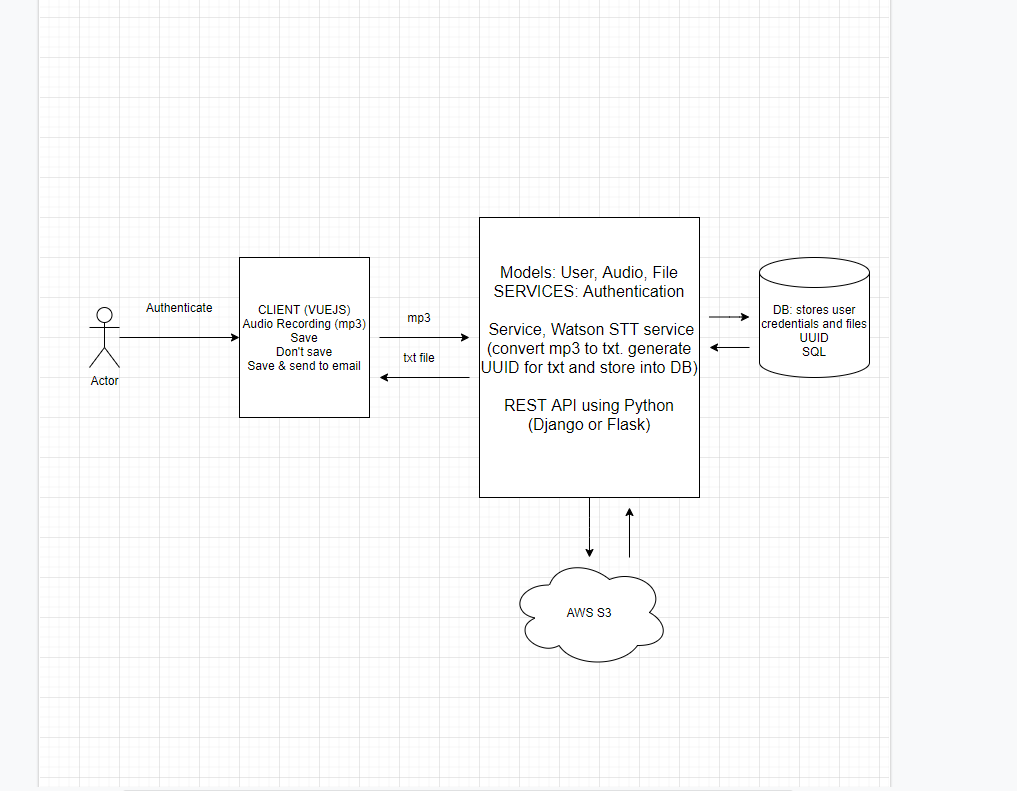 Authenticate
Actor
CLIENT (VUEJS)
Audio Recording (mp3)
Save
Don't save
Save & send to email
mp3
txt file
Models: User, Audio, File
SERVICES: Authentication
Service, Watson STT service
(convert mp3 to txt. generate
UUID for txt and store into DB)
REST API using Python
(Django or Flask)
DB: stores user
credentials and files
UUID
SQL
AWS S3